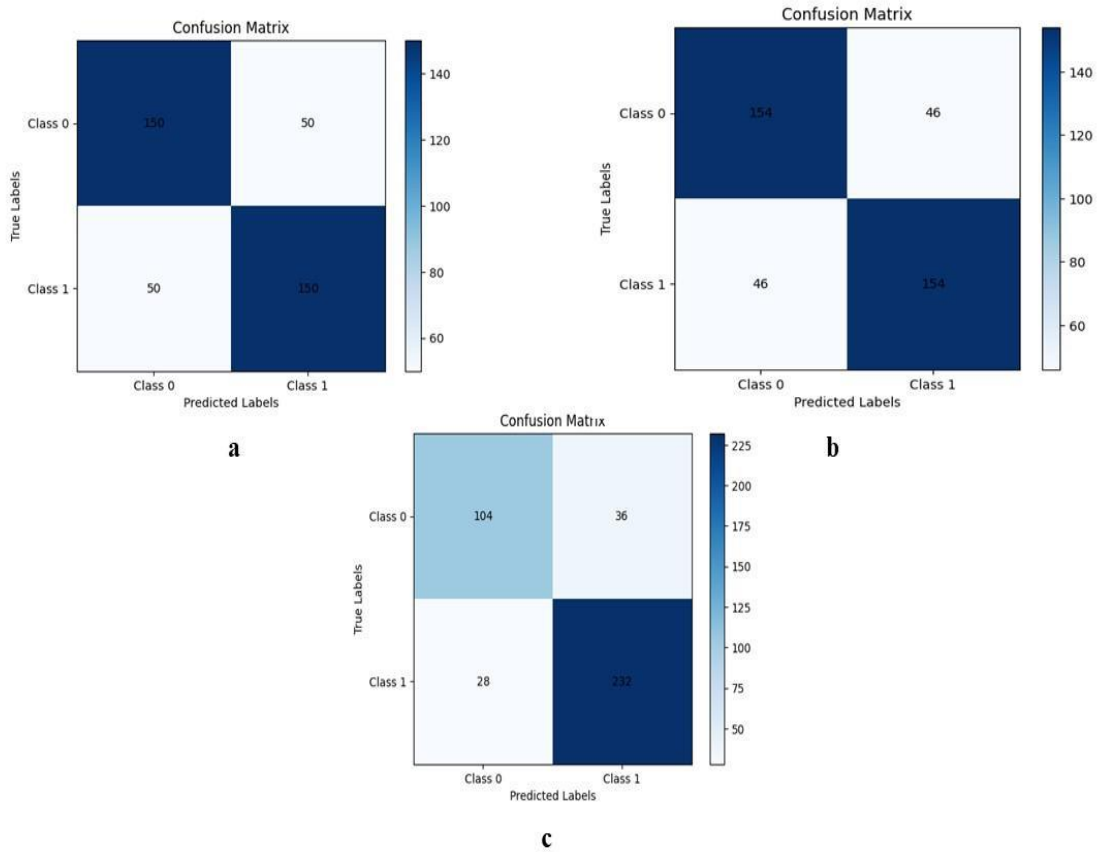 Confusion Matrix
Class 0
Class 1
True Labels
150
50
50
150
Class 0
Class 1
Predicted Labels
140
120
100
80
60
a
Confusion Matrix
Class 0
Class 1
True Labels
154
46
46
154
Class 0
Class 1
Predicted Labels
140
120
100
80
60
b
Confusion Matrix
Class 0
Class 1
True Labels
104
36
28
232
Class 0
Class 1
Predicted Labels
225
200
175
150
125
100
75
50
c